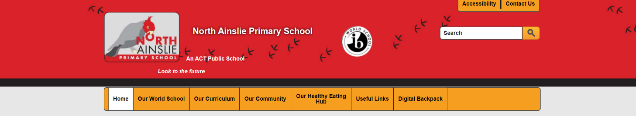 Accessibility Contact Us
North Ainslie Primary School
NORTH
AINSLIE
PRIMARY SCHOOL
An ACT Public School
Look to the future
Search
Home Our World School Our Curriculum Our Community Our Healthy Eating Hub Useful Links Digital Backpack